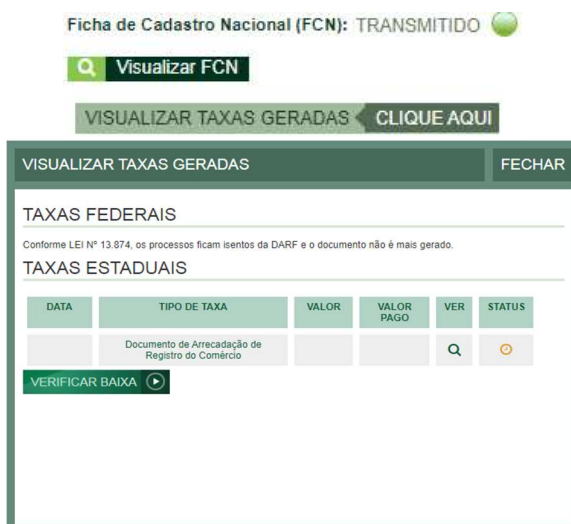 Ficha de Cadastro Nacional (FCN): TRANSMITIDO
Visualizar FCN
VISUALIZAR TAXAS GERADAS CLIQUE AQUI
VISUALIZAR TAXAS GERADAS FECHAR
TAXAS FEDERAIS
Conforme LEI Nº 13.874, os processos ficam isentos da DARF e o documento não é mais gerado.
TAXAS ESTADUAIS
DATA TIPO DE TAXA VALOR VALOR PAGO VER STATUS
Documento de Arrecadação de
Registro do Comércio
VERIFICAR BAIXA